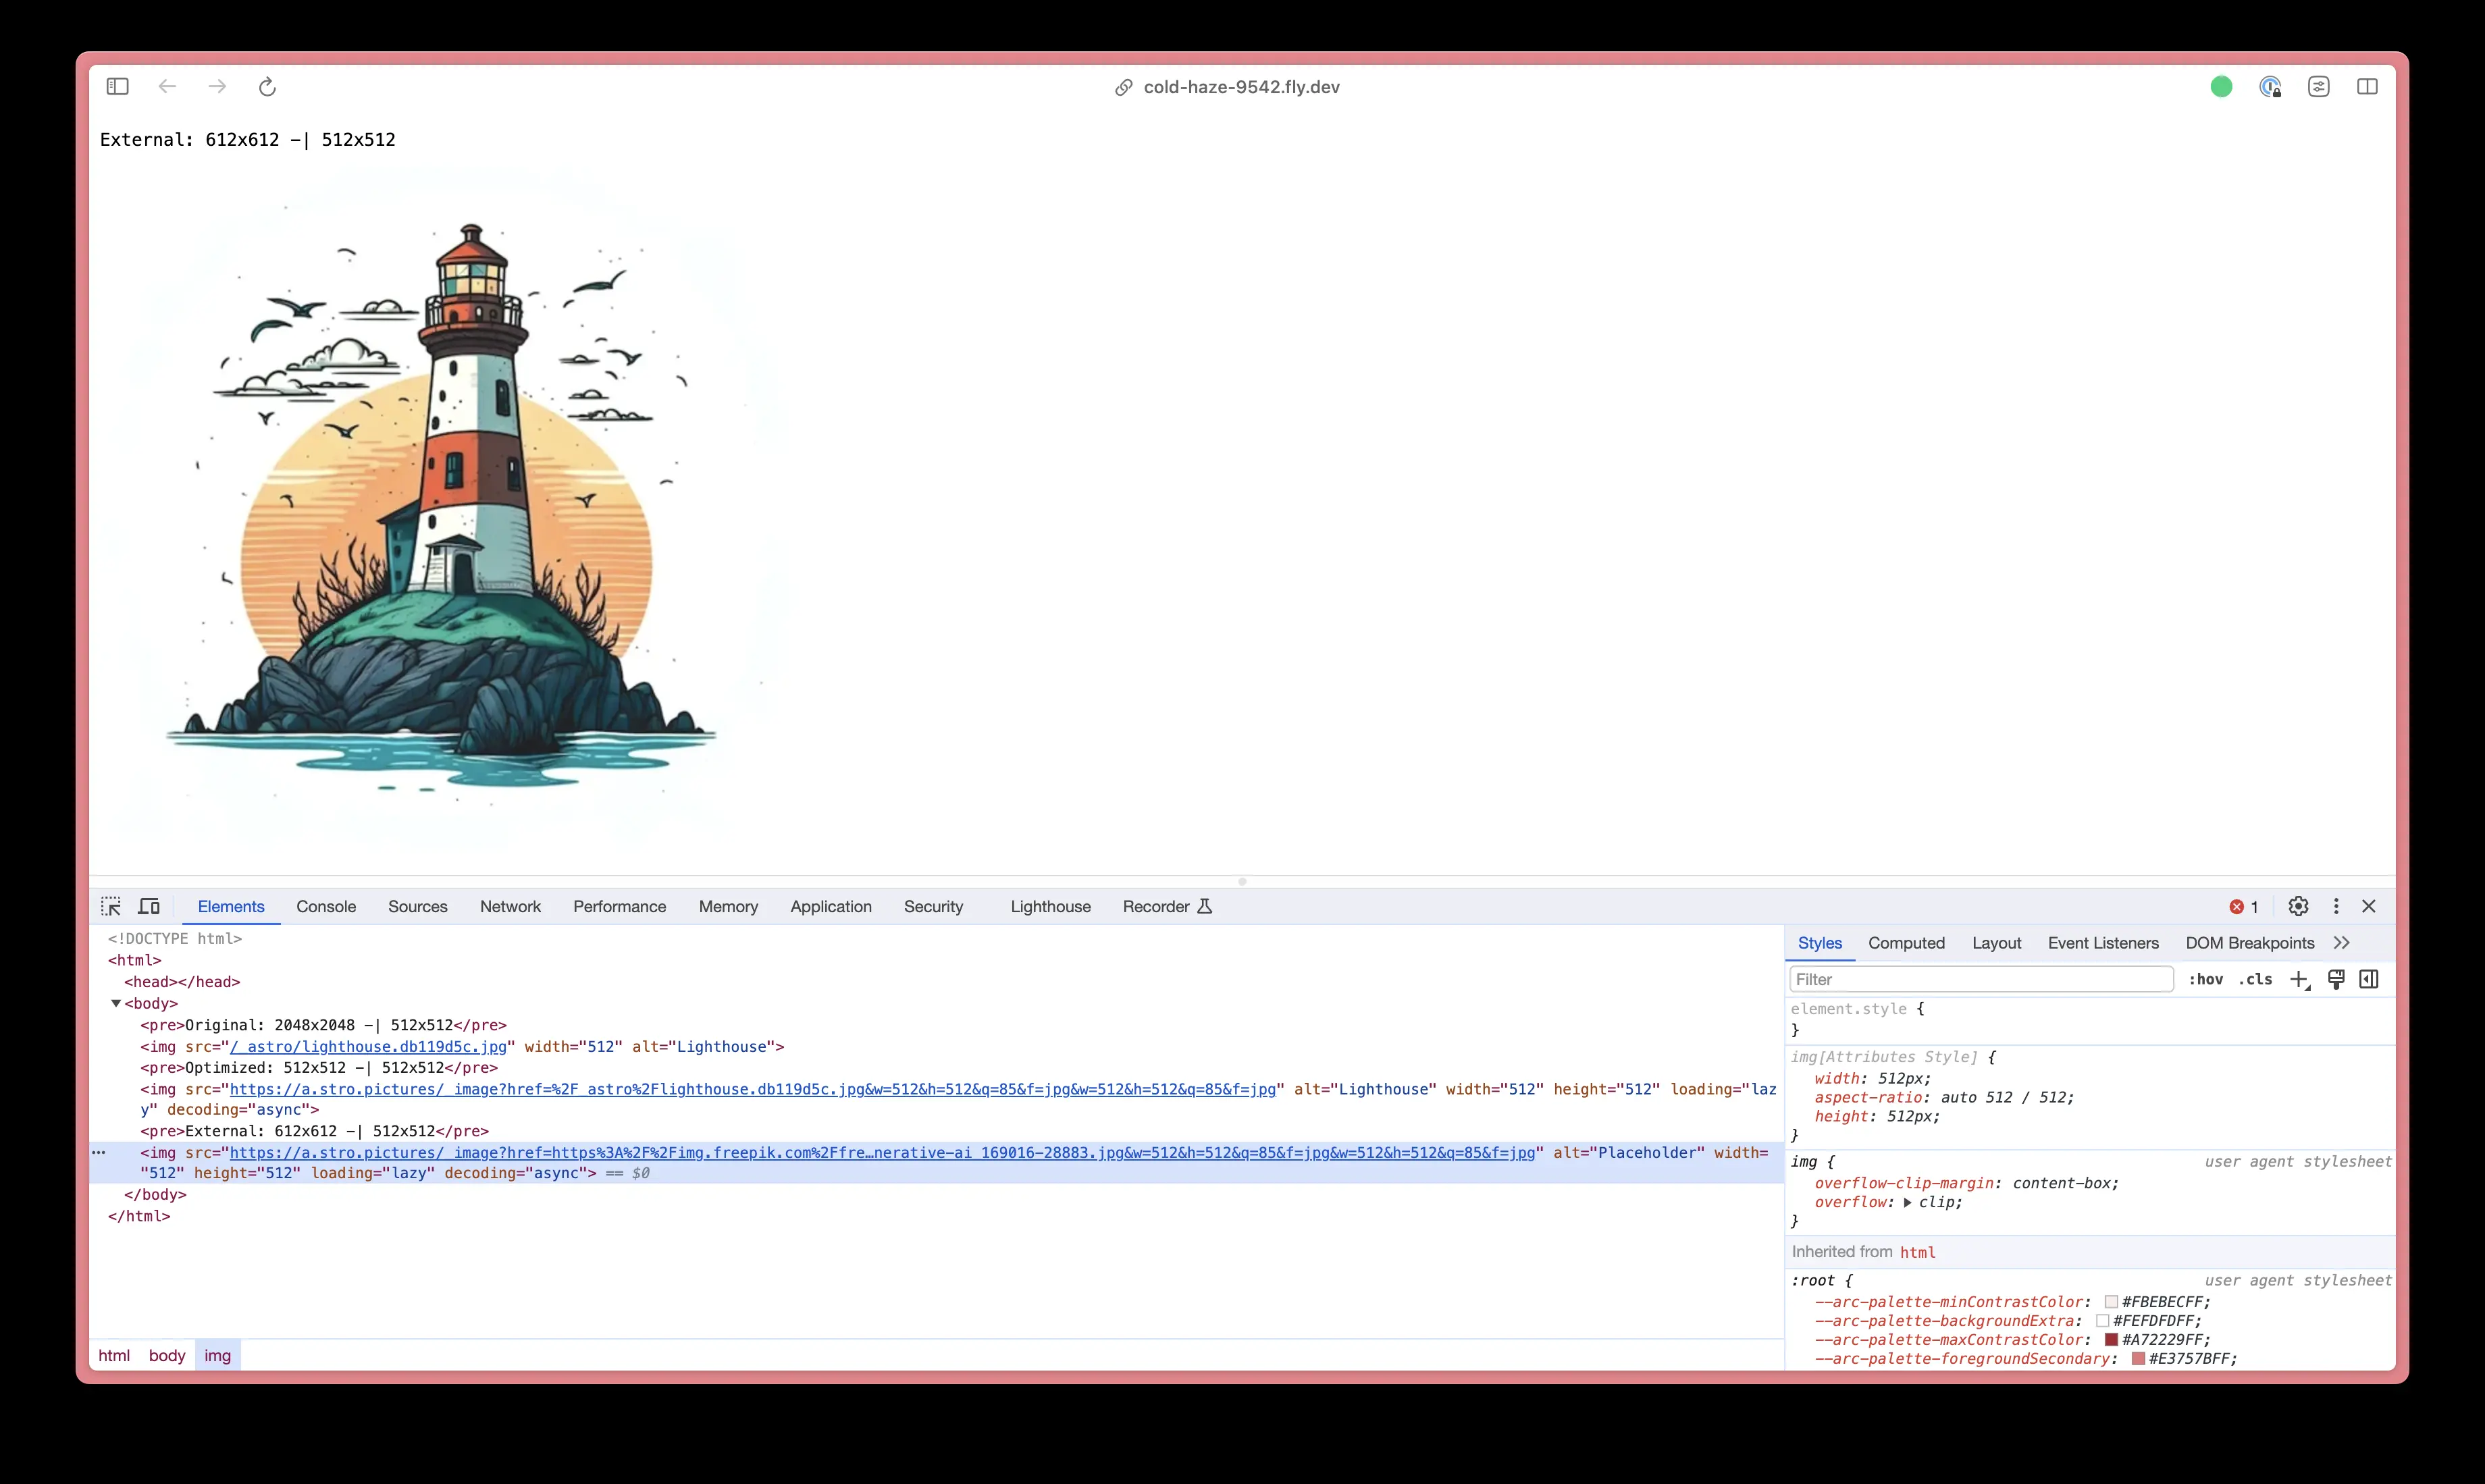 cold-haze-9542.fly.dev
External: 612x612 —| 512x512
Elements Console Sources Network Performance Memory Application Security Lighthouse Recorder 1
<!DOCTYPE html>
<html>
<head></head>
<body>
<pre>Original: 2048x2048 —| 512x512</pre>
<img src="/_astro/lighthouse.db119d5c.jpg" width="512" alt="Lighthouse">
<pre>Optimized: 512x512 —| 512x512</pre>
<img src="https://a.stro.pictures/_image?href=%2F_astro%2Flighthouse.db119d5c.jpg&w=512&h=512&q=85&f=jpg&w=512&h=512&q=85&f=jpg" alt="Lighthouse" width="512" height="512" loading="laz
y" decoding="async">
<pre>External: 612x612 —| 512x512</pre>
<img src="https://a.stro.pictures/_image?href=https%3A%2F%2Fimg.freepik.com%2Ffre…nerative-ai_169016-28883.jpg&w=512&h=512&q=85&f=jpg&w=512&h=512&q=85&f=jpg" alt="Placeholder" width=
"512" height="512" loading="lazy" decoding="async"> == $0
</body>
</html>
html body img
Styles Computed Layout Event Listeners DOM Breakpoints
Filter :hov .cls
element.style {
}
img[Attributes Style] {
width: 512px;
aspect-ratio: auto 512 / 512;
height: 512px;
}
img { user agent stylesheet
overflow-clip-margin: content-box;
overflow: clip;
}
Inherited from html
:root { user agent stylesheet
--arc-palette-minContrastColor: #FBEBECFF;
--arc-palette-backgroundExtra: #FEFDFDFF;
--arc-palette-maxContrastColor: #A72229FF;
--arc-palette-foregroundSecondary: #E3757BFF;